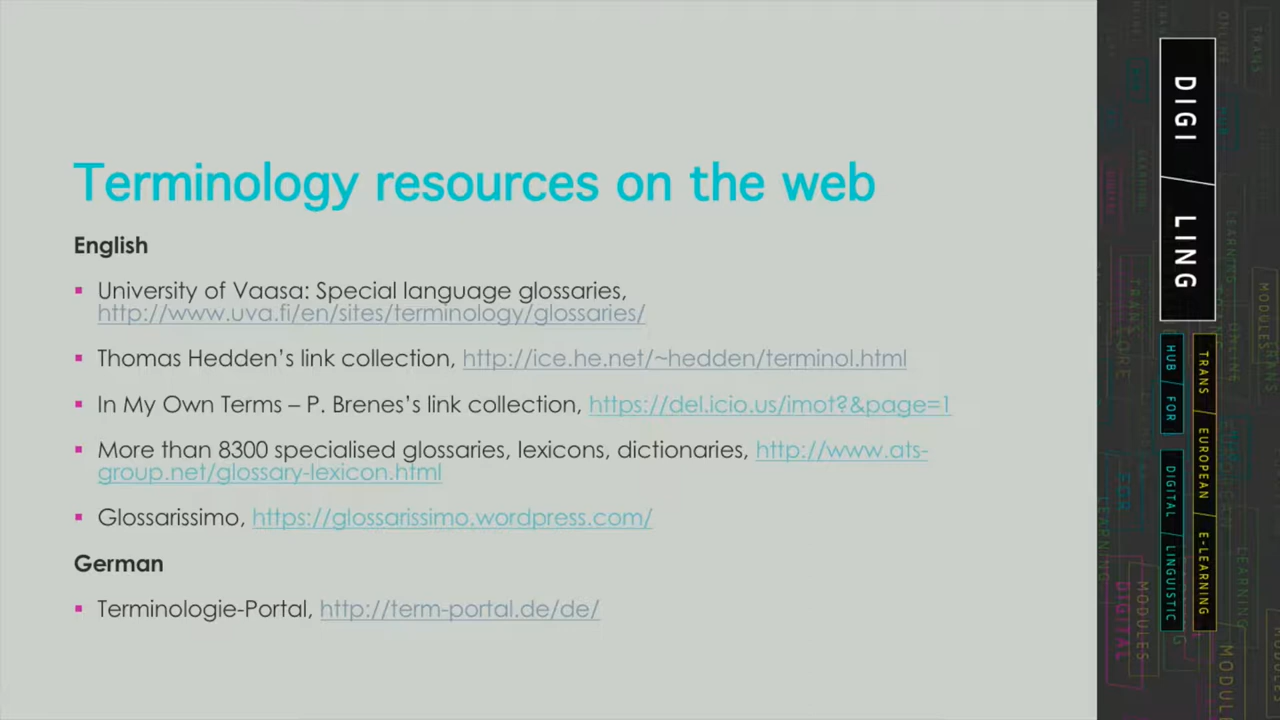 Terminology resources on the web
English
▪ University of Vaasa: Special language glossaries,
http://www.uva.fi/en/sites/terminology/glossaries/
▪ Thomas Hedden’s link collection, http://ice.he.net/~hedden/terminol.html
▪ In My Own Terms – P. Brenes’s link collection, https://del.icio.us/imot?&page=1
▪ More than 8300 specialised glossaries, lexicons, dictionaries, http://www.ats-
group.net/glossary-lexicon.html
▪ Glossarissimo, https://glossarissimo.wordpress.com/
German
▪ Terminologie-Portal, http://term-portal.de/de/
DIGI / LING
TRANS / EUROPEAN / E-LEARNING
HUB / FOR
DIGITAL / LINGUISTIC